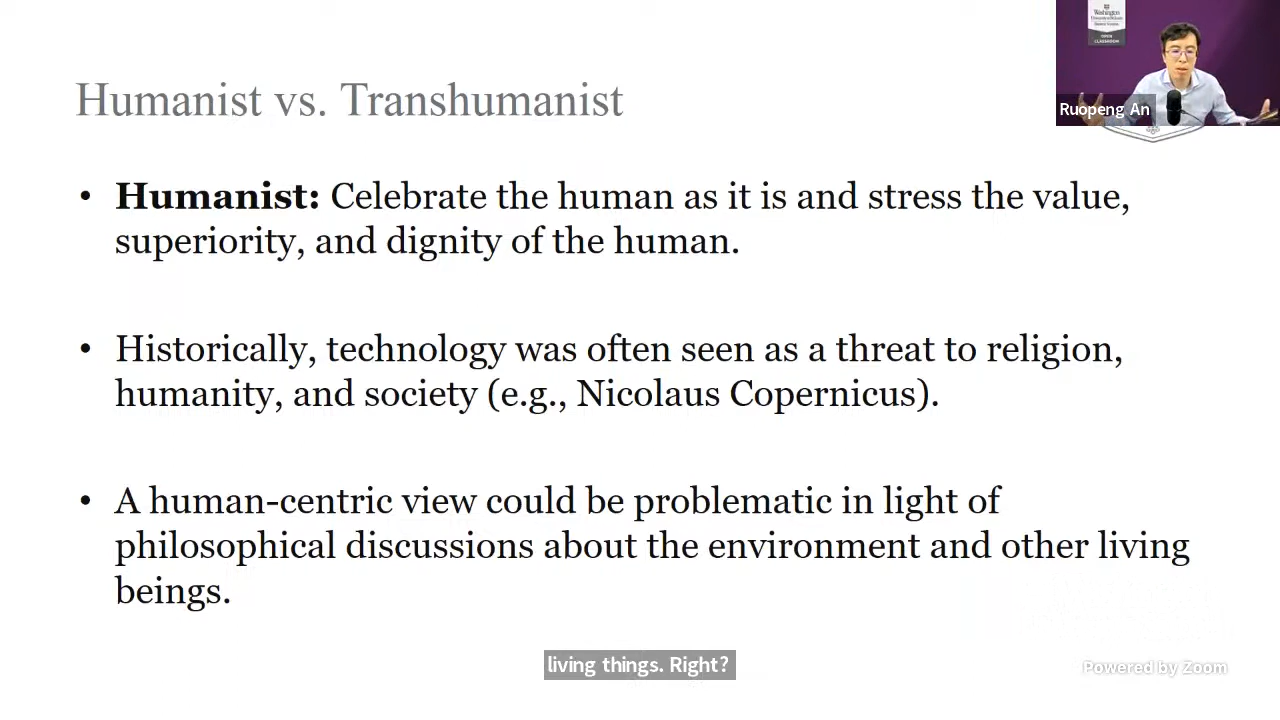 Washington
OPEN
CLASSROOM
Ruopeng An
Humanist vs. Transhumanist
• Humanist: Celebrate the human as it is and stress the value,
superiority, and dignity of the human.
• Historically, technology was often seen as a threat to religion,
humanity, and society (e.g., Nicolaus Copernicus).
• A human-centric view could be problematic in light of
philosophical discussions about the environment and other living
beings.
living things. Right?
Powered by Zoom